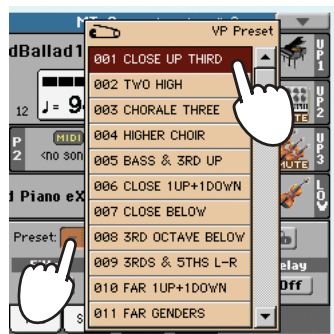 VP Preset
dBallad1
001 CLOSE UP THIRD
UP1
002 TWO HIGH
12
9
003 CHORALE THREE
UP2
004 HIGHER CHOIR
P2
MIDI
<no son
005 BASS & 3RD UP
MUTE
UP3
Piano eX
006 CLOSE 1UP+1DOWN
LOW
007 CLOSE BELOW
Preset:
008 3RD OCTAVE BELOW
009 3RDS & 5THS L-R
elay
010 FAR 1UP+1DOWN
Off
S
011 FAR GENDERS